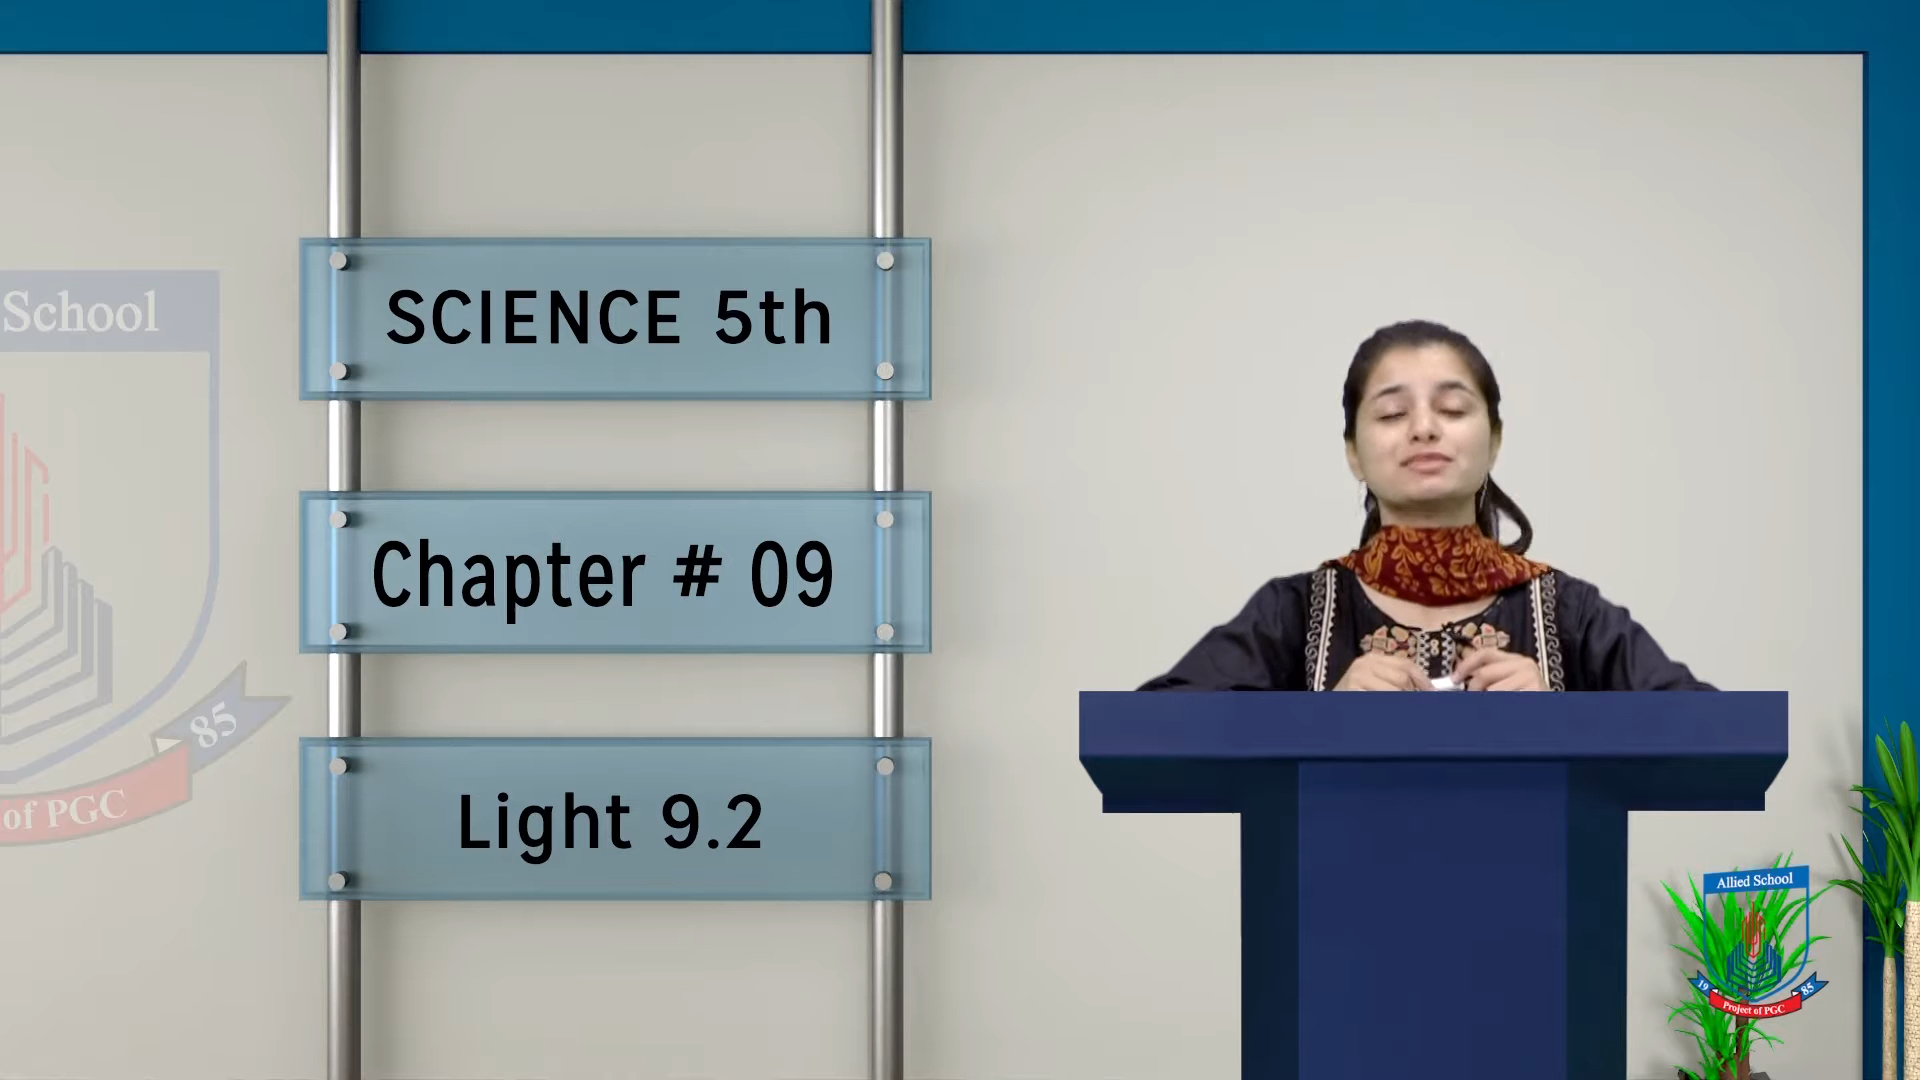 SCIENCE 5th
Chapter # 09
Light 9.2
School
85
of PGC
Allied School
19
85
Project of PGC